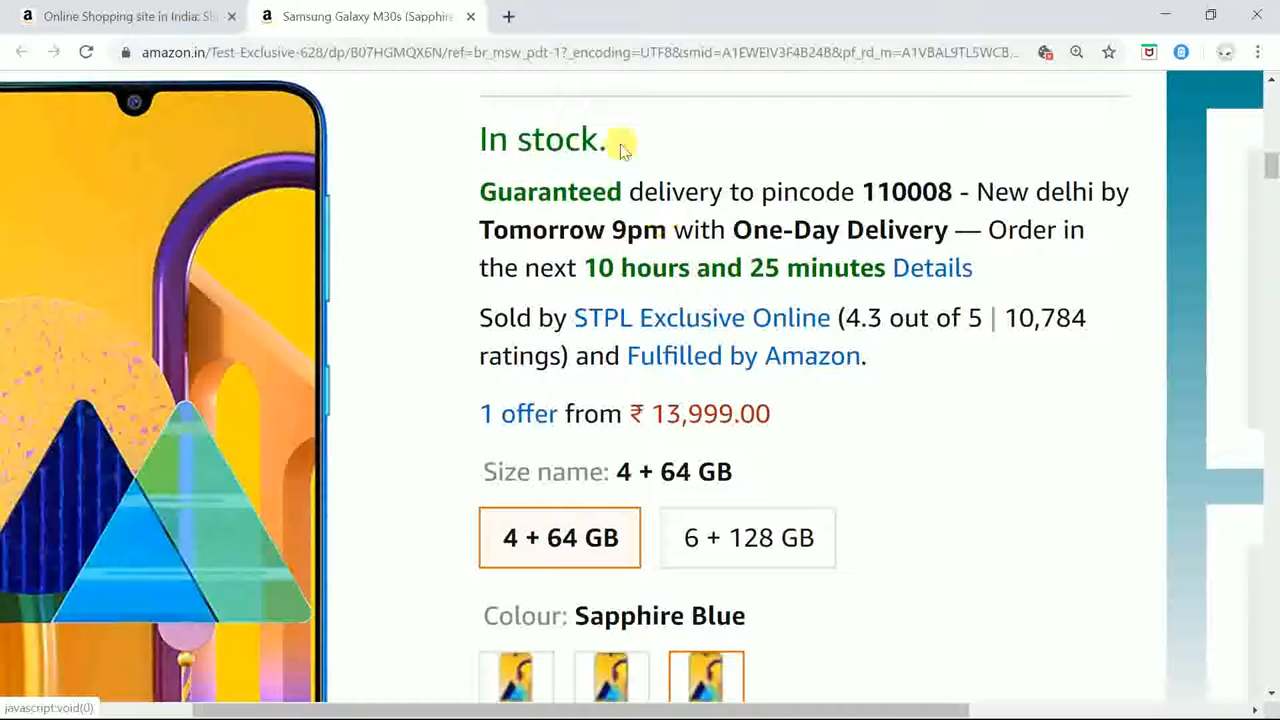 Online Shopping site in India: Sh
Samsung Galaxy M30s (Sapphire
amazon.in/Test-Exclusive-628/dp/B07HGMQX6N/ref=br_msw_pdt-1?_encoding=UTF8&smid=A1EWEIV3F4B24B&pf_rd_m=A1VBAL9TL5WCB...
In stock.
Guaranteed delivery to pincode 110008 - New delhi by
Tomorrow 9pm with One-Day Delivery — Order in
the next 10 hours and 25 minutes Details
Sold by STPL Exclusive Online (4.3 out of 5 | 10,784
ratings) and Fulfilled by Amazon.
1 offer from ₹ 13,999.00
Size name: 4 + 64 GB
4 + 64 GB 6 + 128 GB
Colour: Sapphire Blue
javascript:void(0)